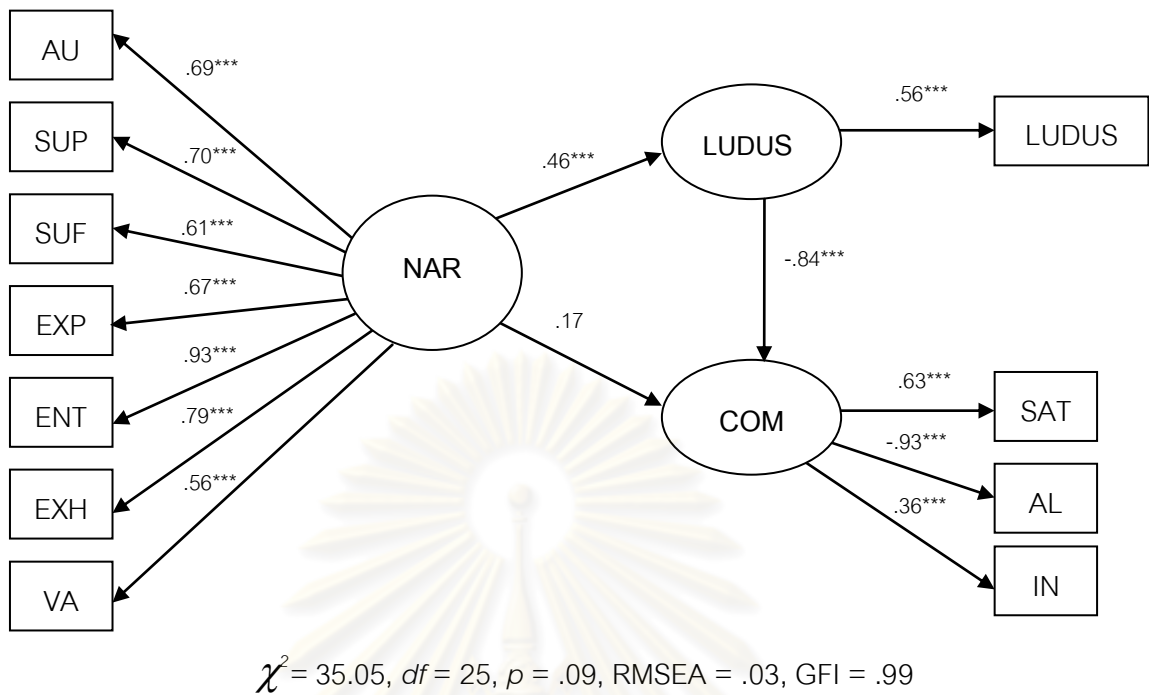 AU
SUP
SUF
EXP
ENT
EXH
VA
.69***
.70***
.61***
.67***
.93***
.79***
.56***
NAR
.46***
.17
LUDUS
-.84***
COM
.56***
LUDUS
.63***
-.93***
.36***
SAT
AL
IN
χ² = 35.05, df = 25, p = .09, RMSEA = .03, GFI = .99